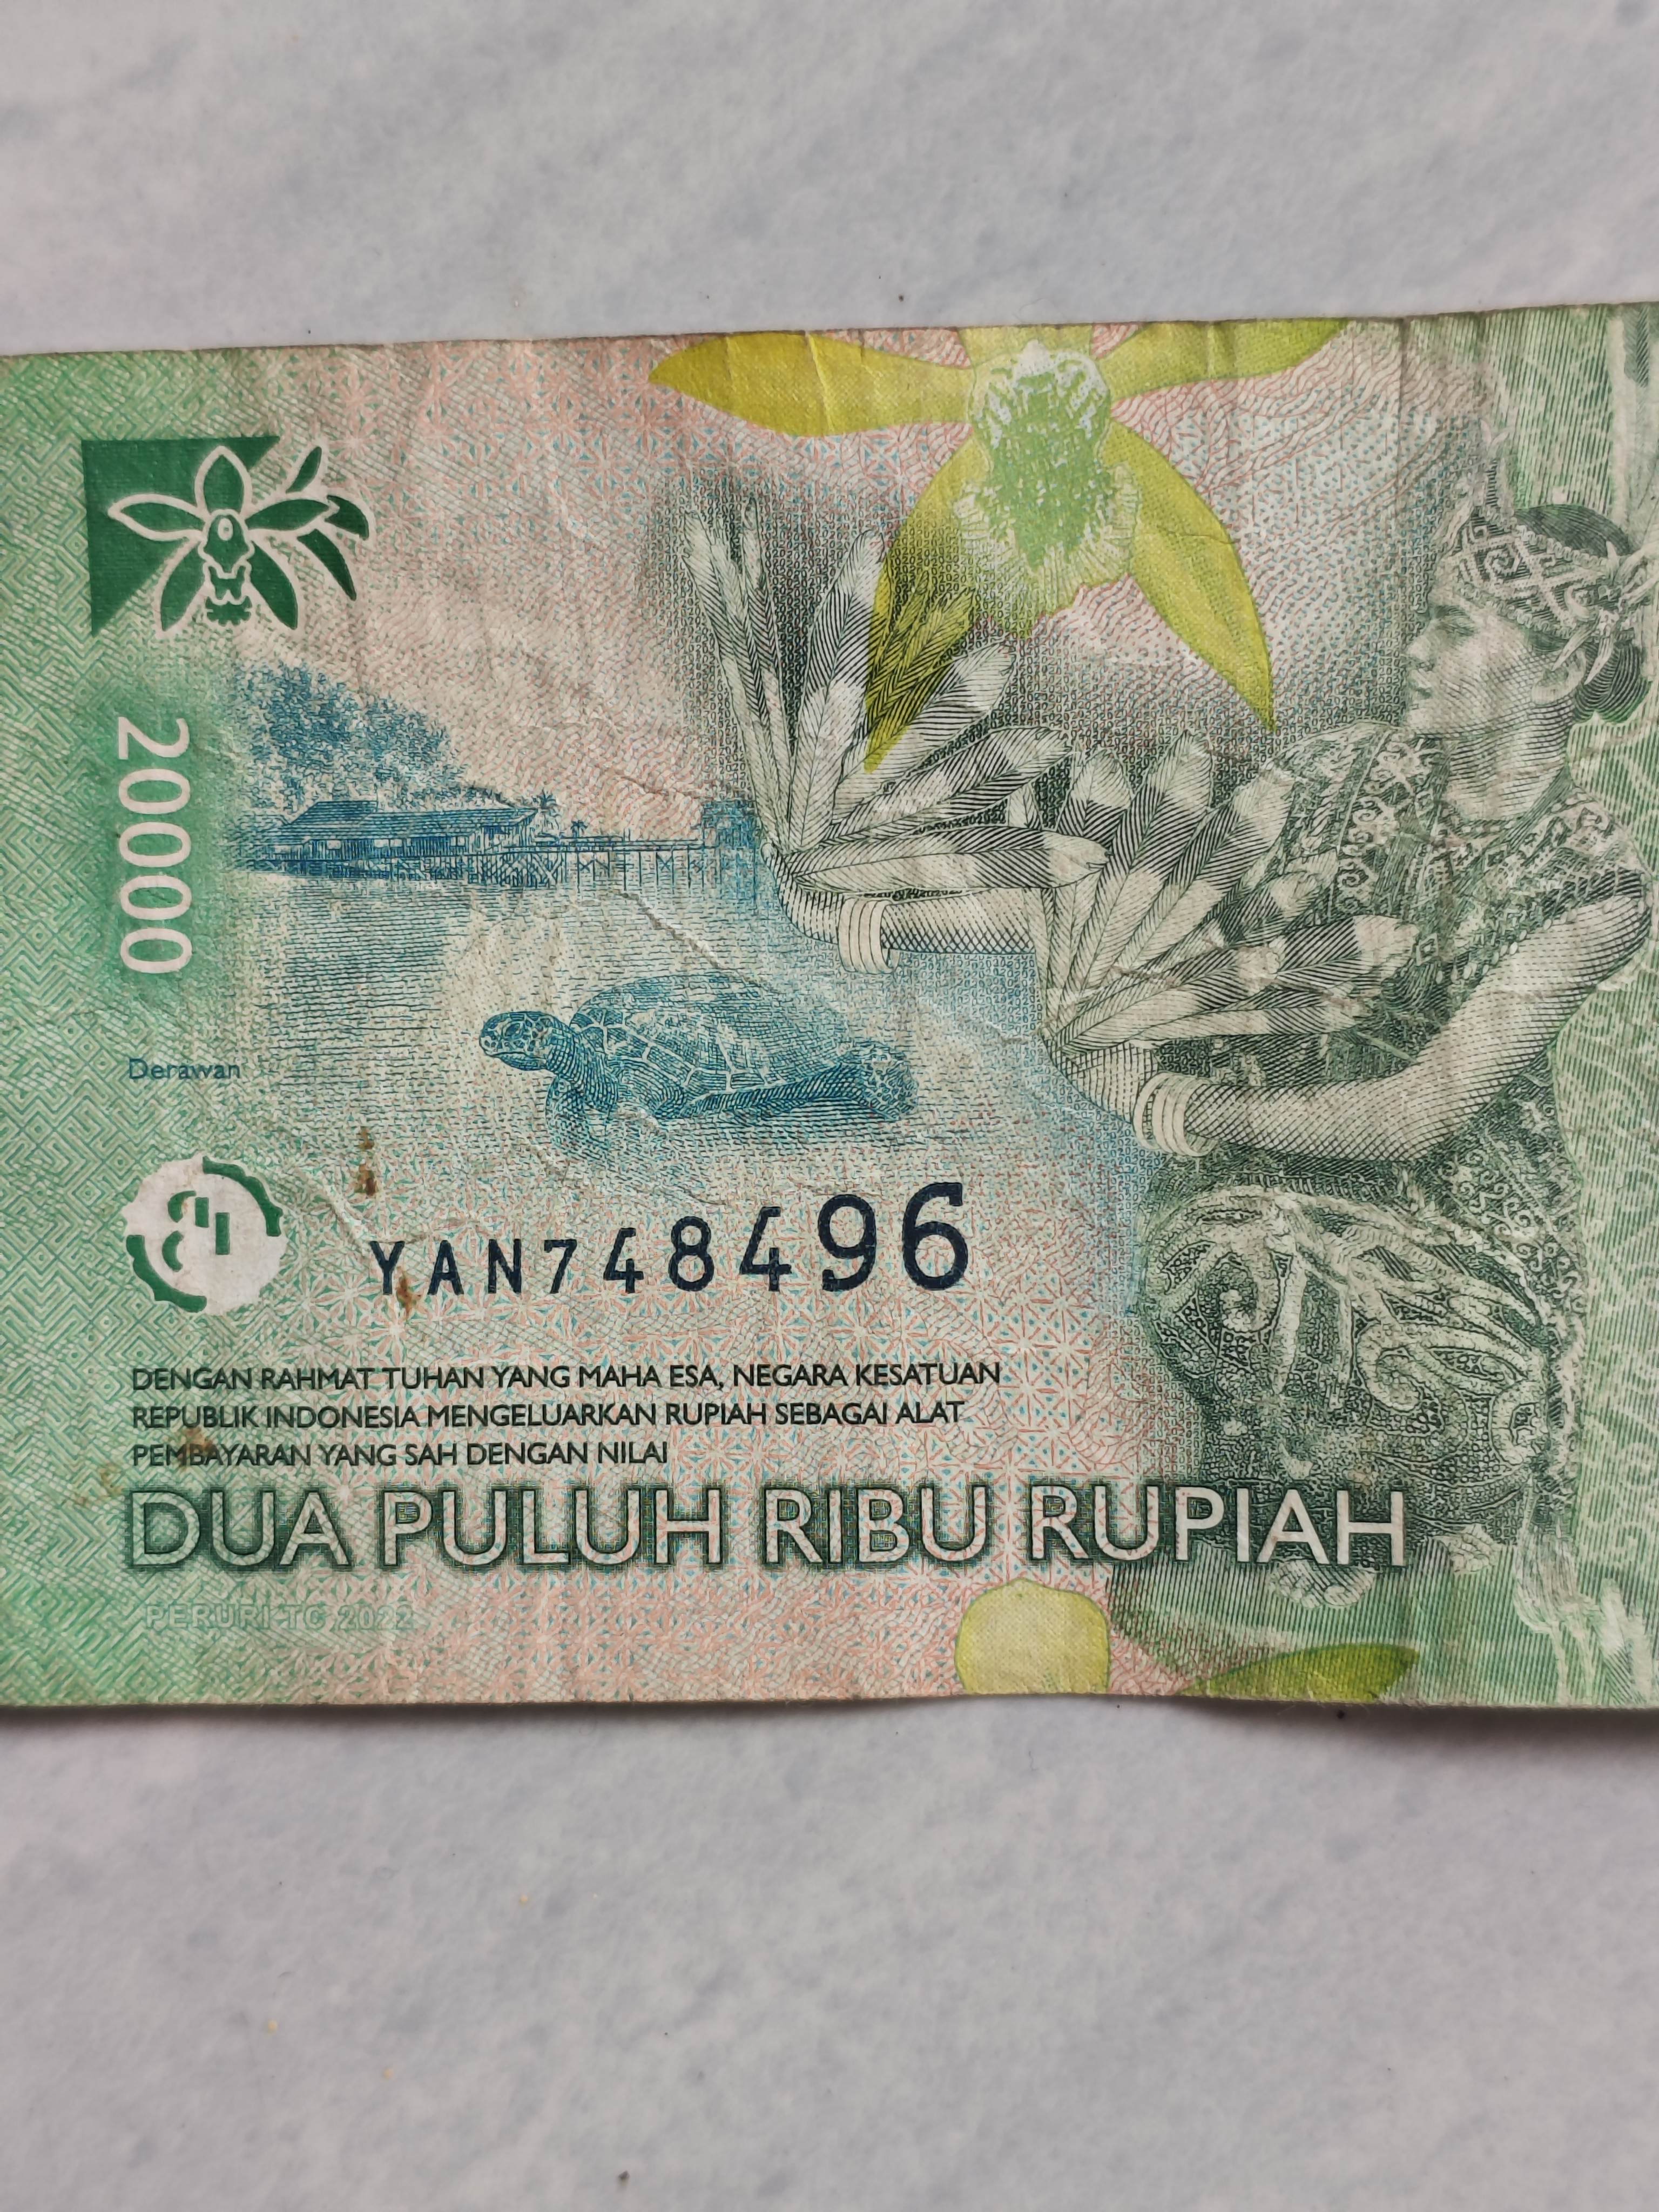 20000
Derawan
YAN748496
DENGAN RAHMAT TUHAN YANG MAHA ESA, NEGARA KESATUAN
REPUBLIK INDONESIA MENGELUARKAN RUPIAH SEBAGAI ALAT
PEMBAYARAN YANG SAH DENGAN NILAI
DUA PULUH RIBU RUPIAH
PERURI TC 2022